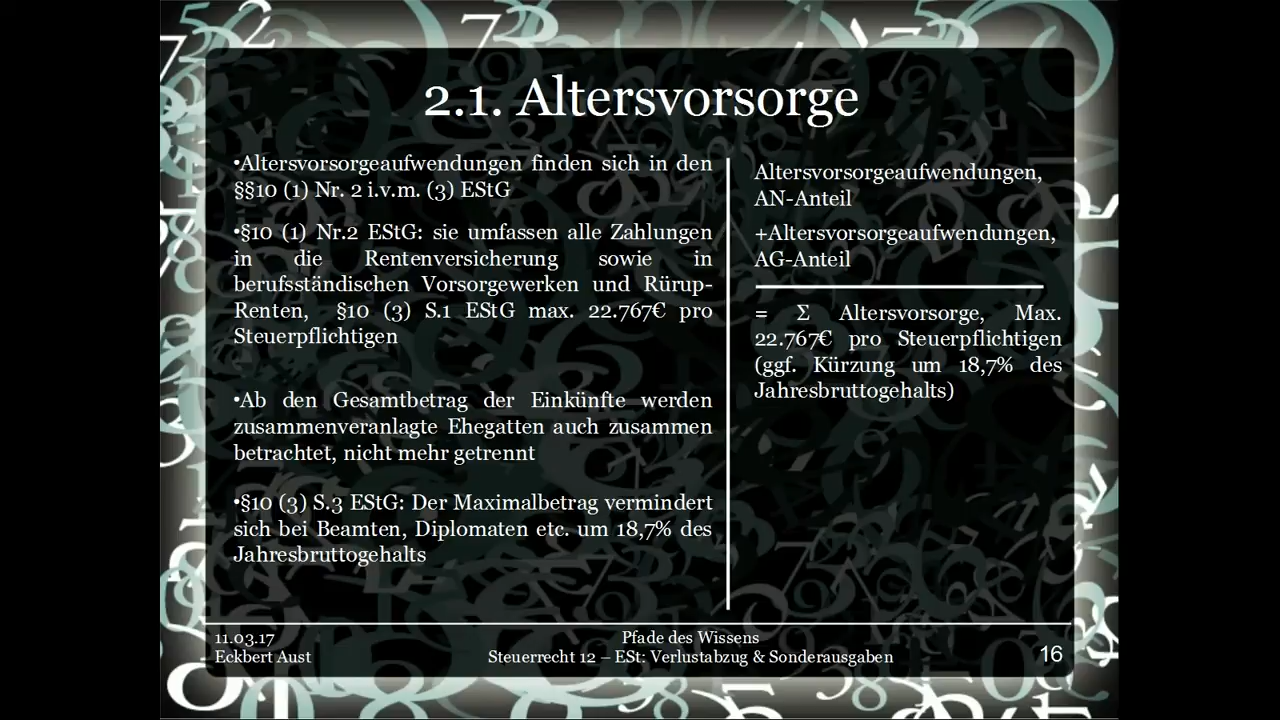 2.1. Altersvorsorge
•Altersvorsorgeaufwendungen finden sich in den
§§10 (1) Nr. 2 i.v.m. (3) EStG
•§10 (1) Nr.2 EStG: sie umfassen alle Zahlungen
in die Rentenversicherung sowie in
berufsständischen Vorsorgewerken und Rürup-
Renten, §10 (3) S.1 EStG max. 22.767€ pro
Steuerpflichtigen
•Ab den Gesamtbetrag der Einkünfte werden
zusammenveranlagte Ehegatten auch zusammen
betrachtet, nicht mehr getrennt
•§10 (3) S.3 EStG: Der Maximalbetrag vermindert
sich bei Beamten, Diplomaten etc. um 18,7% des
Jahresbruttogehalts
Altersvorsorgeaufwendungen,
AN-Anteil
+Altersvorsorgeaufwendungen,
AG-Anteil
= Σ Altersvorsorge, Max.
22.767€ pro Steuerpflichtigen
(ggf. Kürzung um 18,7% des
Jahresbruttogehalts)
11.03.17
Eckbert Aust
Pfade des Wissens
Steuerrecht 12 – ESt: Verlustabzug & Sonderausgaben
16